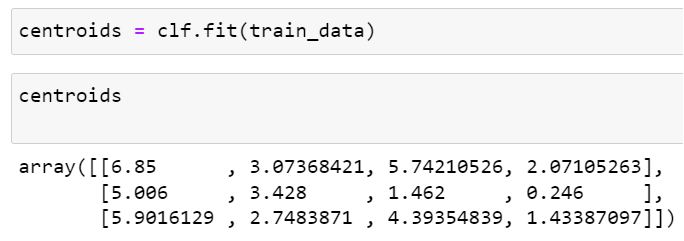 centroids = clf.fit(train_data)
centroids
array([[6.85      , 3.07368421, 5.74210526, 2.07105263],
       [5.006     , 3.428     , 1.462     , 0.246     ],
       [5.9016129 , 2.7483871 , 4.39354839, 1.43387097]])